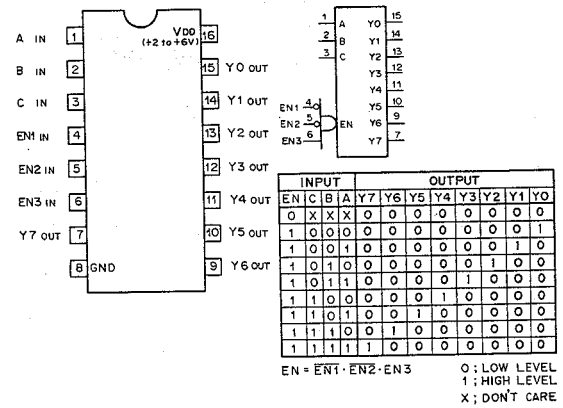 A IN 1
B IN 2
C IN 3
EN1 IN 4
EN2 IN 5
EN3 IN 6
Y7 OUT 7
8 GND
VDD 16
(+2 to +6V)
15 Y0 OUT
14 Y1 OUT
13 Y2 OUT
12 Y3 OUT
11 Y4 OUT
10 Y5 OUT
9 Y6 OUT
1 A Y0 15
2 B Y1 14
3 C Y2 13
Y3 12
Y4 11
EN1 4 Y5 10
EN2 5 EN Y6 9
EN3 6 Y7 7
INPUT OUTPUT
EN C B A Y7 Y6 Y5 Y4 Y3 Y2 Y1 Y0
0 X X X 0 0 0 0 0 0 0 0
1 0 0 0 0 0 0 0 0 0 0 1
1 0 0 1 0 0 0 0 0 0 1 0
1 0 1 0 0 0 0 0 0 1 0 0
1 0 1 1 0 0 0 0 1 0 0 0
1 1 0 0 0 0 0 1 0 0 0 0
1 1 0 1 0 0 1 0 0 0 0 0
1 1 1 0 0 1 0 0 0 0 0 0
1 1 1 1 1 0 0 0 0 0 0 0
EN = E̅N̅1̅ · E̅N̅2̅ · EN3
0 ; LOW LEVEL
1 ; HIGH LEVEL
X ; DON'T CARE